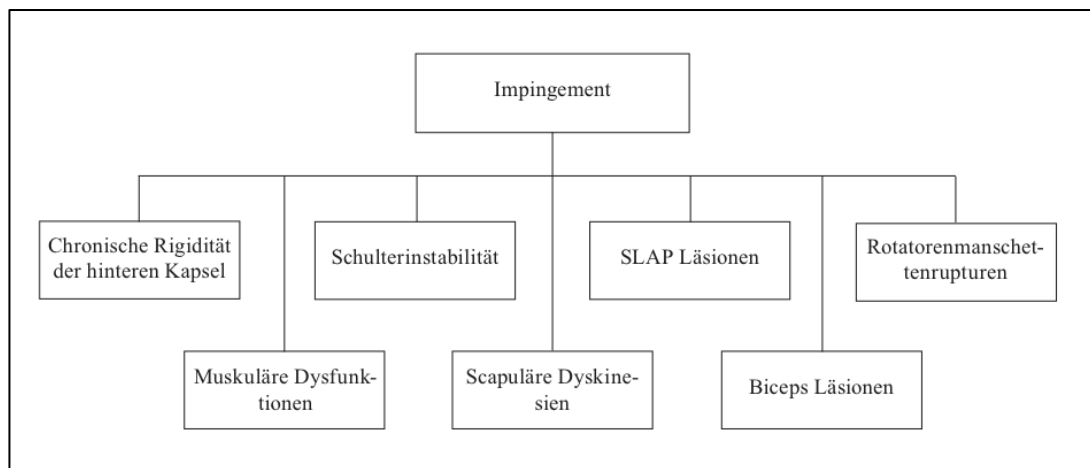 Impingement
Chronische Rigidität
der hinteren Kapsel
Schulterinstabilität
SLAP Läsionen
Rotatorenmanschet-
tenrupturen
Muskuläre Dysfunk-
tionen
Scapuläre Dyskine-
sien
Biceps Läsionen